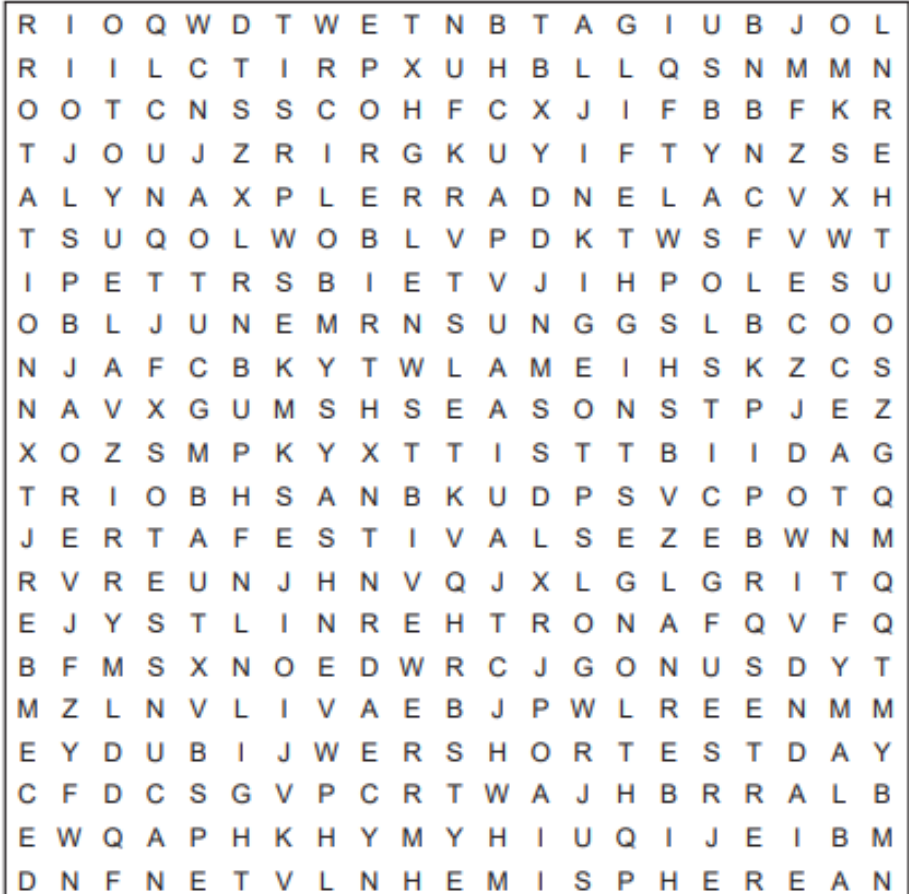 R I O Q W D T W E T N B T A G I U B J O L
R I I L C T I R P X U H B L L Q S N M M N
O O T C N S S C O H F C X J I F B B F K R
T J O U J Z R I R G K U Y I F T Y N Z S E
A L Y N A X P L E R R A D N E L A C V X H
T S U Q O L W O B L V P D K T W S F V W T
I P E T T R S B I E T V J I H P O L E S U
O B L J U N E M R N S U N G G S L B C O O
N J A F C B K Y T W L A M E I H S K Z C S
N A V X G U M S H S E A S O N S T P J E Z
X O Z S M P K Y X T T I S T T B I I D A G
T R I O B H S A N B K U D P S V C P O T Q
J E R T A F E S T I V A L S E Z E B W N M
R V R E U N J H N V Q J X L G L G R I T Q
E J Y S T L I N R E H T R O N A F Q V F Q
B F M S X N O E D W R C J G O N U S D Y T
M Z L N V L I V A E B J P W L R E E N M M
E Y D U B I J W E R S H O R T E S T D A Y
C F D C S G V P C R T W A J H B R R A L B
E W Q A P H K H Y M Y H I U Q I J E I B M
D N F N E T V L N H E M I S P H E R E A N